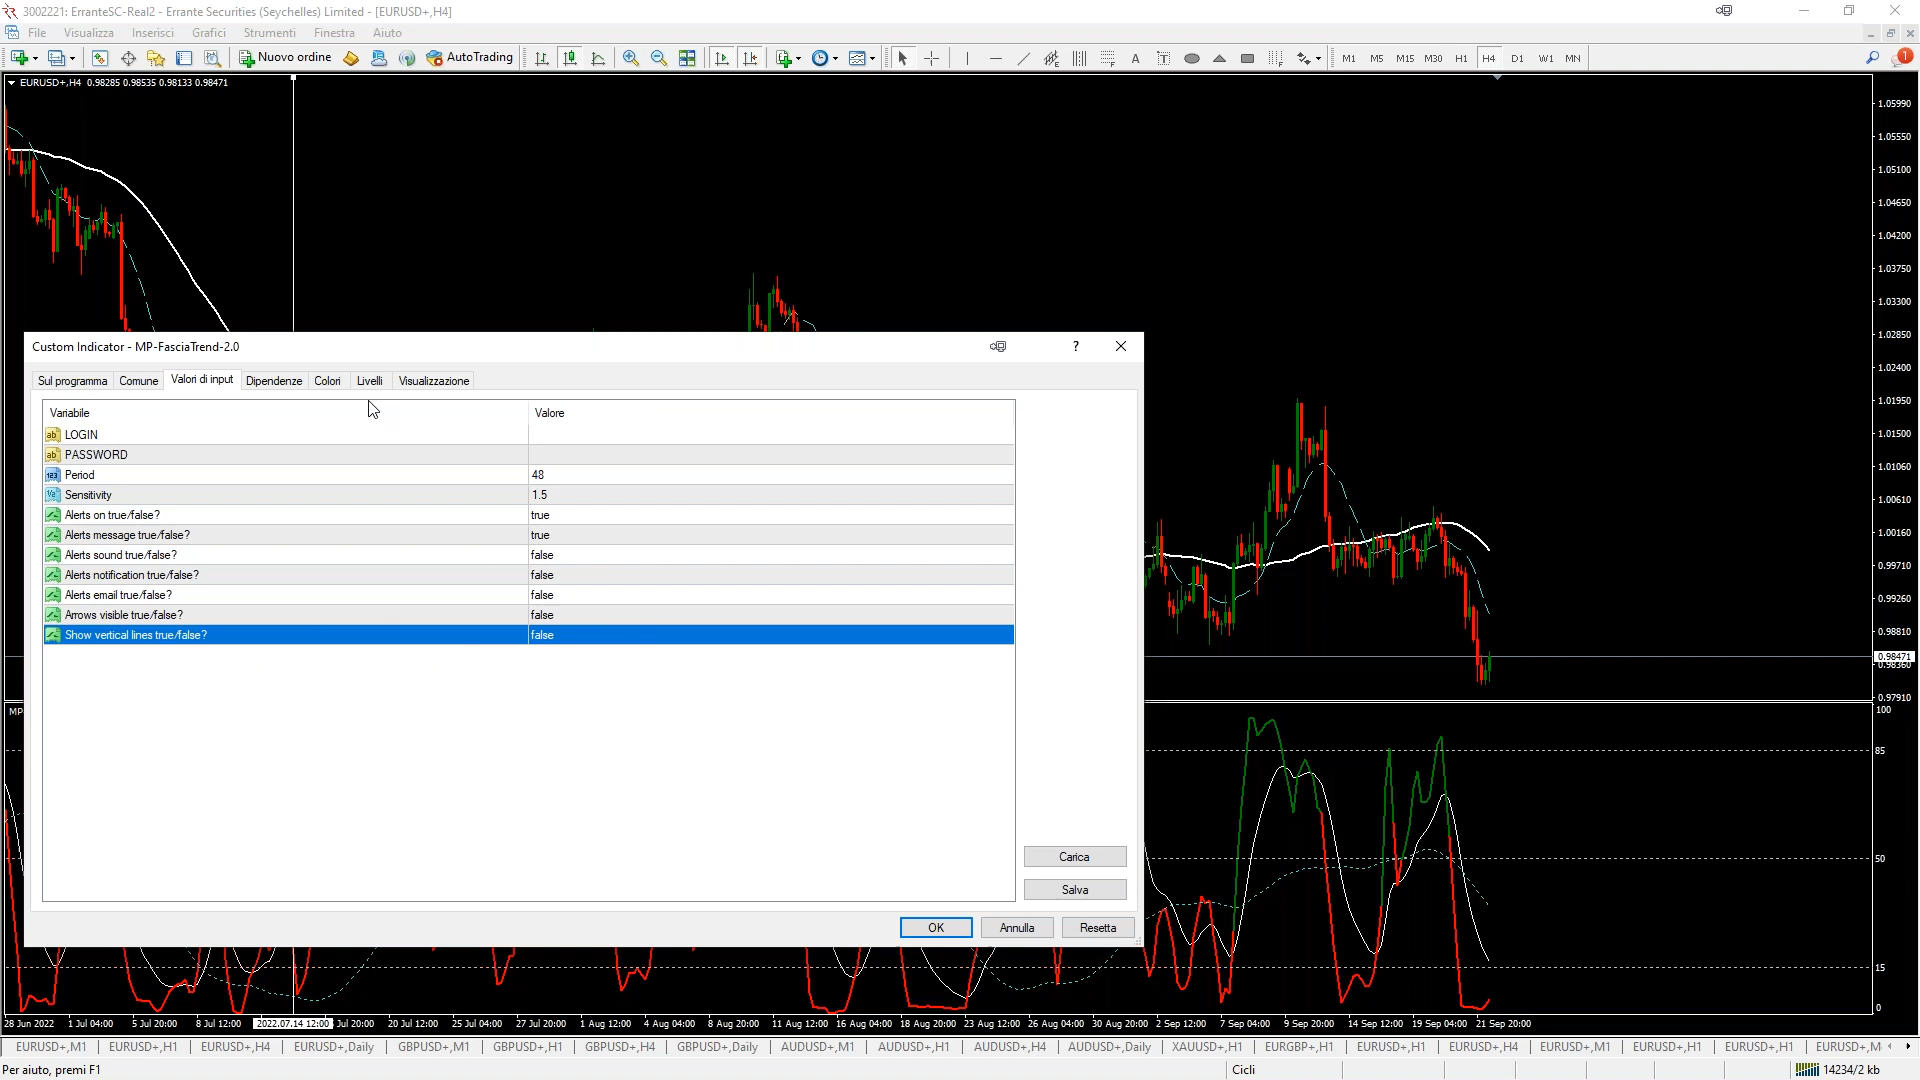 3002221: ErranteSC-Real2 - Errante Securities (Seychelles) Limited - [EURUSD+,H4]
File Visualizza Inserisci Grafici Strumenti Finestra Aiuto
Nuovo ordine AutoTrading A T M1 M5 M15 M30 H1 H4 D1 W1 MN 1
EURUSD+,H4 0.98285 0.98535 0.98133 0.98471
1.05990
1.05550
1.05100
1.04650
1.04200
1.03750
1.03300
1.02850
1.02400
1.01950
1.01500
1.01060
1.00610
1.00160
0.99710
0.99260
0.98810
0.98471
0.98360
0.97910
Custom Indicator - MP-FasciaTrend-2.0
Sul programma Comune Valori di input Dipendenze Colori Livelli Visualizzazione
Variabile Valore
LOGIN
PASSWORD
Period 48
Sensitivity 1.5
Alerts on true/false? true
Alerts message true/false? true
Alerts sound true/false? false
Alerts notification true/false? false
Alerts email true/false? false
Arrows visible true/false? false
Show vertical lines true/false? false
Carica
Salva
OK Annulla Resetta
MP
100
85
50
15
0
28 Jun 2022 1 Jul 04:00 5 Jul 20:00 8 Jul 12:00 2022.07.14 12:00 Jul 20:00 20 Jul 12:00 25 Jul 04:00 27 Jul 20:00 1 Aug 12:00 4 Aug 04:00 8 Aug 20:00 11 Aug 12:00 16 Aug 04:00 18 Aug 20:00 23 Aug 12:00 26 Aug 04:00 30 Aug 20:00 2 Sep 12:00 7 Sep 04:00 9 Sep 20:00 14 Sep 12:00 19 Sep 04:00 21 Sep 20:00
EURUSD+,M1 EURUSD+,H1 EURUSD+,H4 EURUSD+,Daily GBPUSD+,M1 GBPUSD+,H1 GBPUSD+,H4 GBPUSD+,Daily AUDUSD+,M1 AUDUSD+,H1 AUDUSD+,H4 AUDUSD+,Daily XAUUSD+,H1 EURGBP+,H1 EURUSD+,H1 EURUSD+,H4 EURUSD+,M1 EURUSD+,H1 EURUSD+,H1 EURUSD+,M
Per aiuto, premi F1 Cicli 14234/2 kb